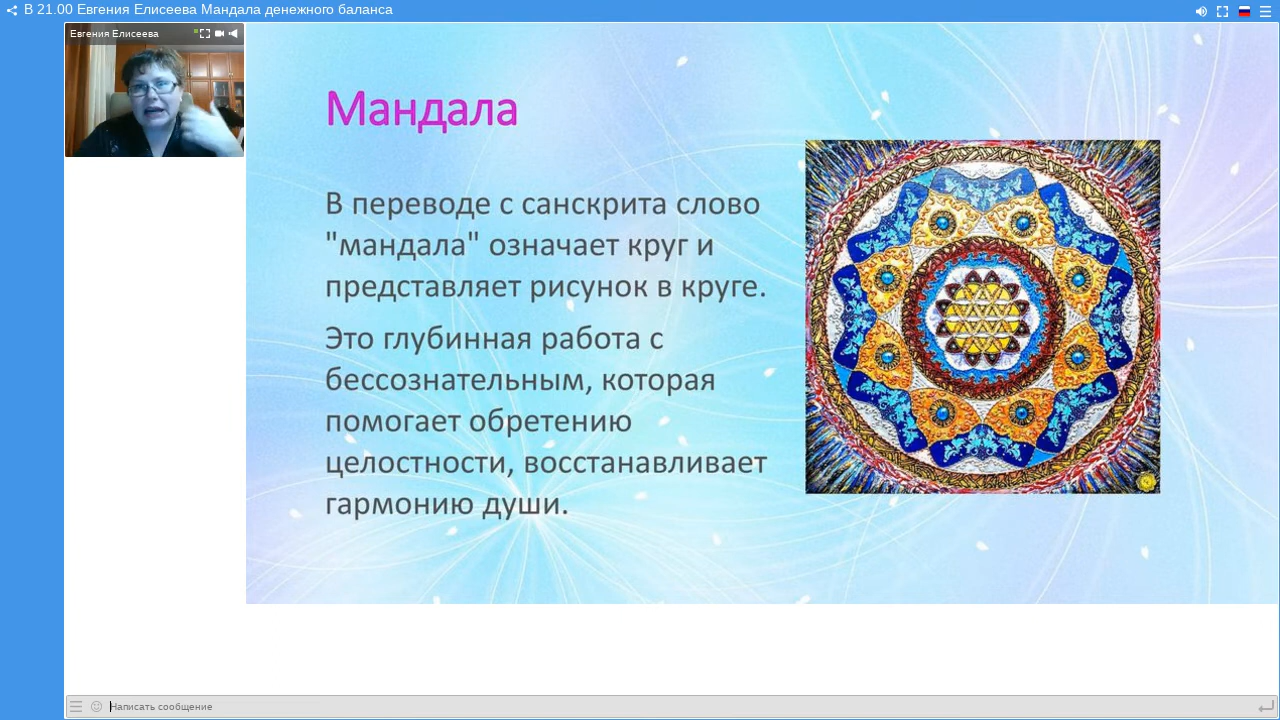 В 21.00 Евгения Елисеева Мандала денежного баланса
Евгения Елисеева
Мандала
В переводе с санскрита слово
"мандала" означает круг и
представляет рисунок в круге.
Это глубинная работа с
бессознательным, которая
помогает обретению
целостности, восстанавливает
гармонию души.
Написать сообщение